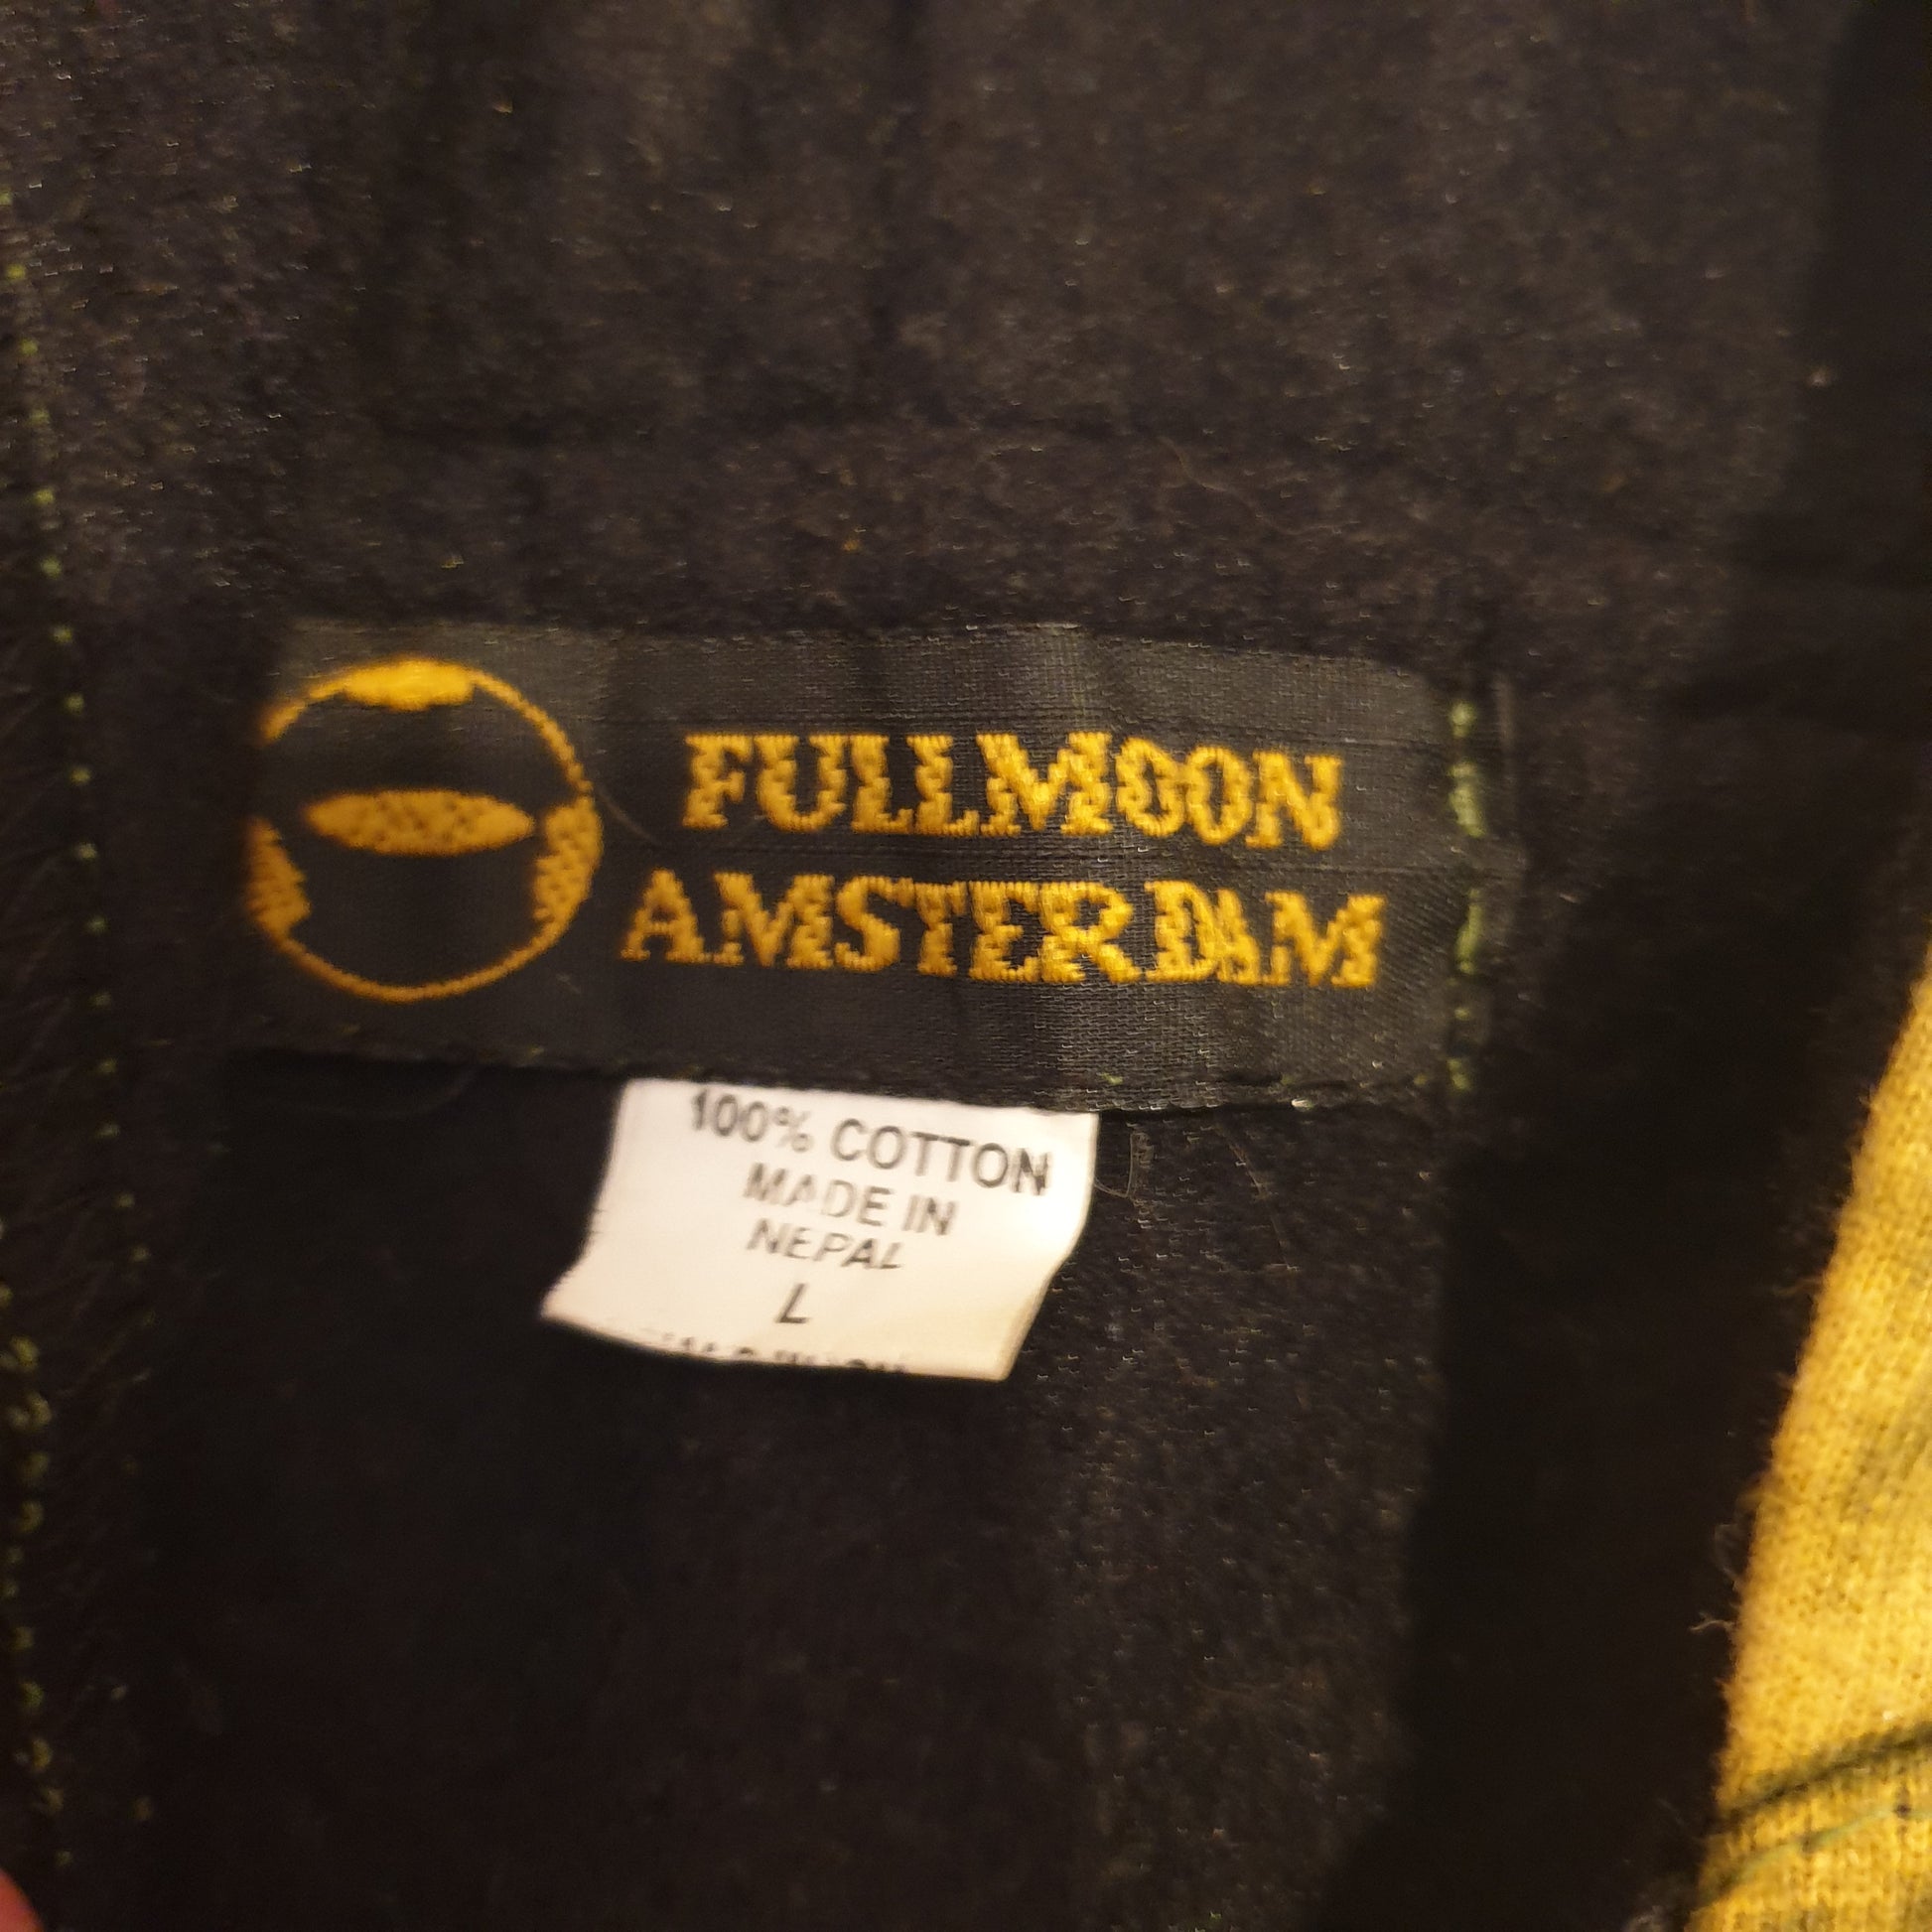 FULLMOON
AMSTERDAM
100% COTTON
MADE IN
NEPAL
L